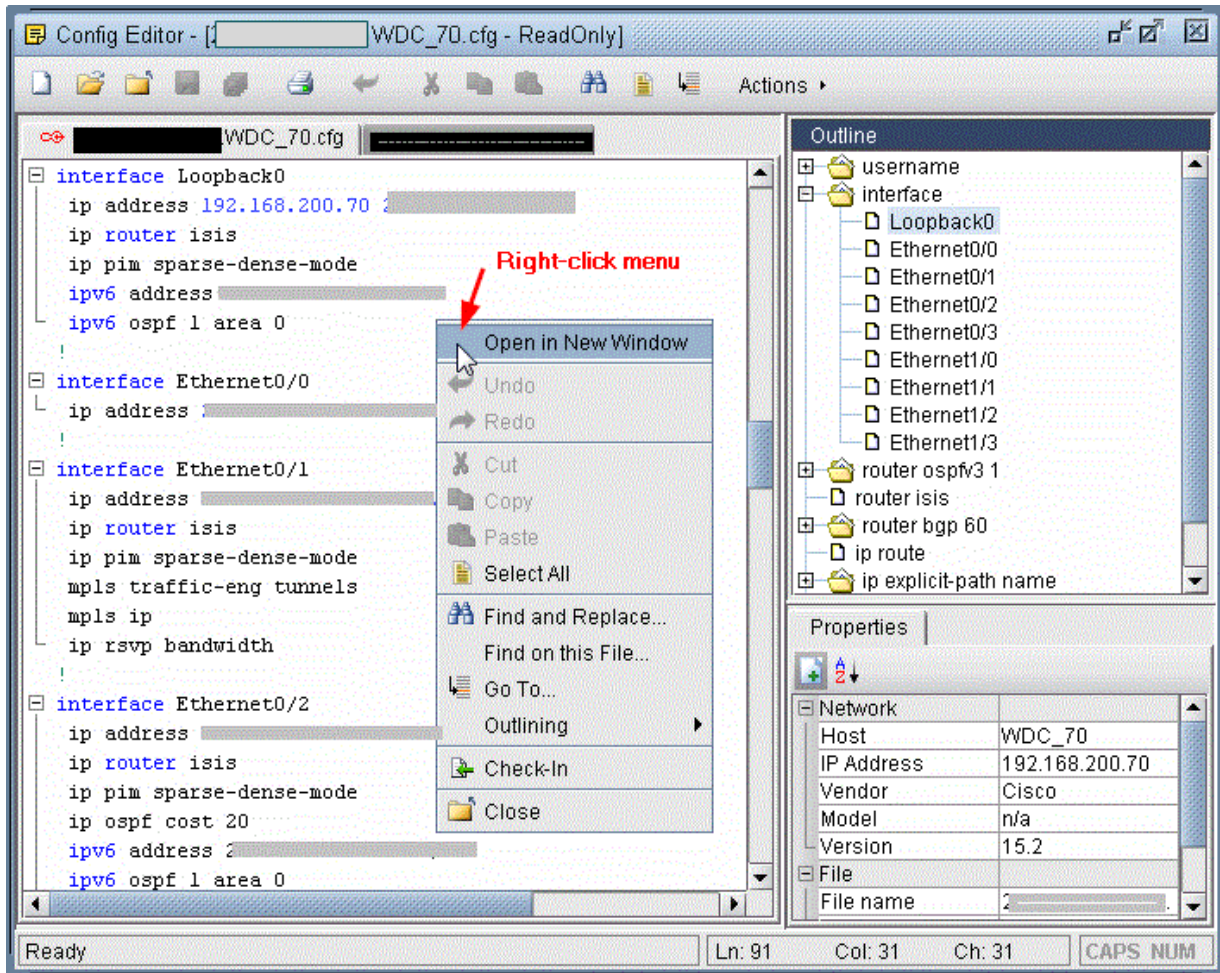 Config Editor - [ WDC_70.cfg - ReadOnly]
Actions
WDC_70.cfg
interface Loopback0
ip address 192.168.200.70
ip router isis
ip pim sparse-dense-mode
ipv6 address
ipv6 ospf 1 area 0
!
interface Ethernet0/0
ip address
!
interface Ethernet0/1
ip address
ip router isis
ip pim sparse-dense-mode
mpls traffic-eng tunnels
mpls ip
ip rsvp bandwidth
!
interface Ethernet0/2
ip address
ip router isis
ip pim sparse-dense-mode
ip ospf cost 20
ipv6 address 2
ipv6 ospf 1 area 0
Right-click menu
Open in New Window
Undo
Redo
Cut
Copy
Paste
Select All
Find and Replace...
Find on this File...
Go To...
Outlining
Check-In
Close
Outline
username
interface
Loopback0
Ethernet0/0
Ethernet0/1
Ethernet0/2
Ethernet0/3
Ethernet1/0
Ethernet1/1
Ethernet1/2
Ethernet1/3
router ospfv3 1
router isis
router bgp 60
ip route
ip explicit-path name
Properties
Network
Host WDC_70
IP Address 192.168.200.70
Vendor Cisco
Model n/a
Version 15.2
File
File name 2
Ready Ln: 91 Col: 31 Ch: 31 CAPS NUM